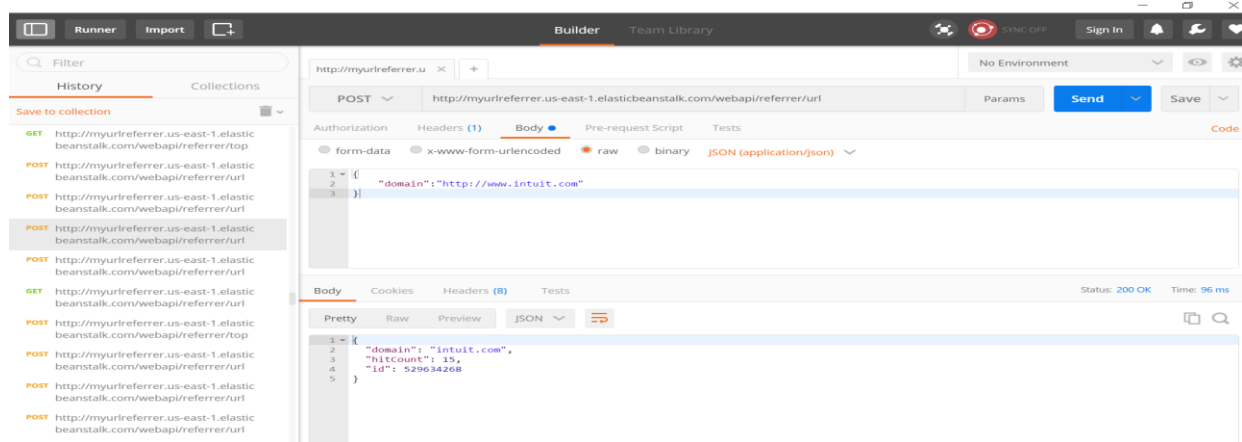 Runner Import Builder Team Library SYNC OFF Sign In
Filter
History Collections
Save to collection
GET http://myurlreferrer.us-east-1.elastic
beanstalk.com/webapi/referrer/top
POST http://myurlreferrer.us-east-1.elastic
beanstalk.com/webapi/referrer/url
POST http://myurlreferrer.us-east-1.elastic
beanstalk.com/webapi/referrer/url
POST http://myurlreferrer.us-east-1.elastic
beanstalk.com/webapi/referrer/url
POST http://myurlreferrer.us-east-1.elastic
beanstalk.com/webapi/referrer/url
GET http://myurlreferrer.us-east-1.elastic
beanstalk.com/webapi/referrer/url
POST http://myurlreferrer.us-east-1.elastic
beanstalk.com/webapi/referrer/top
POST http://myurlreferrer.us-east-1.elastic
beanstalk.com/webapi/referrer/url
POST http://myurlreferrer.us-east-1.elastic
beanstalk.com/webapi/referrer/url
POST http://myurlreferrer.us-east-1.elastic
beanstalk.com/webapi/referrer/url
http://myurlreferrer.u × + No Environment
POST http://myurlreferrer.us-east-1.elasticbeanstalk.com/webapi/referrer/url Params Send Save
Authorization Headers (1) Body Pre-request Script Tests Code
form-data x-www-form-urlencoded raw binary JSON (application/json)
1 {
2 "domain":"http://www.intuit.com"
3 }
Body Cookies Headers (8) Tests Status: 200 OK Time: 96 ms
Pretty Raw Preview JSON
1 {
2 "domain": "intuit.com",
3 "hitCount": 15,
4 "id": 529634268
5 }